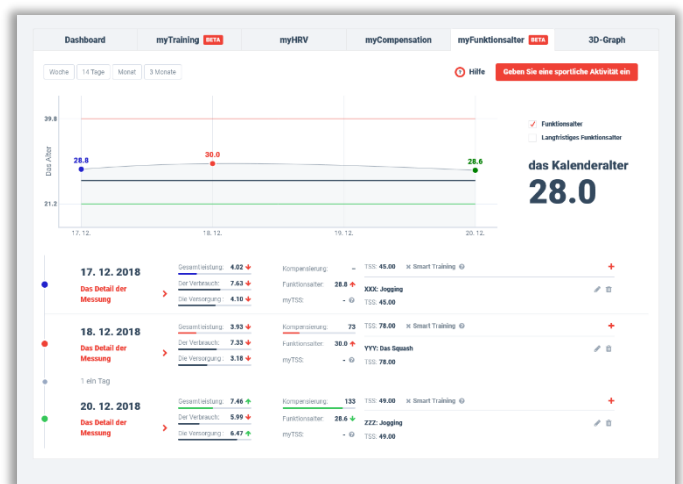 Dashboard myTraining BETA myHRV myCompensation myFunktionsalter BETA 3D-Graph
Woche 14 Tage Monat 3 Monate Hilfe Geben Sie eine sportliche Aktivität ein
39.8
Funktionsalter
Langfristiges Funktionsalter
Das Alter
28.8 30.0 28.6
das Kalenderalter
28.0
21.2
17. 12. 18. 12. 19. 12. 20. 12.
17. 12. 2018
Das Detail der
Messung
Gesamtleistung: 4.02
Der Verbrauch: 7.63
Die Versorgung: 4.10
Kompensierung: -
Funktionsalter: 28.8
myTSS: -
TSS: 45.00 Smart Training
XXX: Jogging
TSS: 45.00
18. 12. 2018
Das Detail der
Messung
Gesamtleistung: 3.93
Der Verbrauch: 7.33
Die Versorgung: 3.18
Kompensierung: 73
Funktionsalter: 30.0
myTSS: -
TSS: 78.00 Smart Training
YYY: Das Squash
TSS: 78.00
1 ein Tag
20. 12. 2018
Das Detail der
Messung
Gesamtleistung: 7.46
Der Verbrauch: 5.99
Die Versorgung: 6.47
Kompensierung: 133
Funktionsalter: 28.6
myTSS: -
TSS: 49.00 Smart Training
ZZZ: Jogging
TSS: 49.00